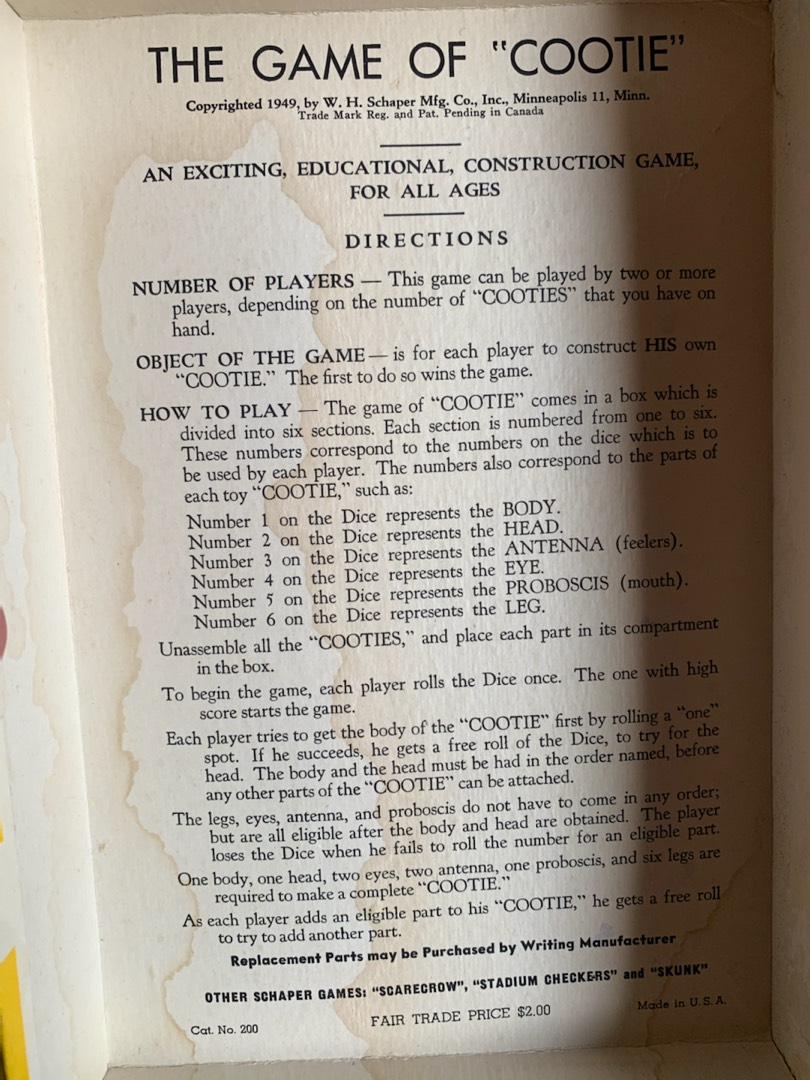 THE GAME OF "COOTIE"
Copyrighted 1949, by W. H. Schaper Mfg. Co., Inc., Minneapolis 11, Minn.
Trade Mark Reg. and Pat. Pending in Canada
AN EXCITING, EDUCATIONAL, CONSTRUCTION GAME,
FOR ALL AGES
DIRECTIONS
NUMBER OF PLAYERS — This game can be played by two or more
players, depending on the number of "COOTIES" that you have on
hand.
OBJECT OF THE GAME — is for each player to construct HIS own
"COOTIE." The first to do so wins the game.
HOW TO PLAY — The game of "COOTIE" comes in a box which is
divided into six sections. Each section is numbered from one to six.
These numbers correspond to the numbers on the dice which is to
be used by each player. The numbers also correspond to the parts of
each toy "COOTIE," such as:
Number 1 on the Dice represents the BODY.
Number 2 on the Dice represents the HEAD.
Number 3 on the Dice represents the ANTENNA (feelers).
Number 4 on the Dice represents the EYE.
Number 5 on the Dice represents the PROBOSCIS (mouth).
Number 6 on the Dice represents the LEG.
Unassemble all the "COOTIES," and place each part in its compartment
in the box.
To begin the game, each player rolls the Dice once. The one with high
score starts the game.
Each player tries to get the body of the "COOTIE" first by rolling a "one"
spot. If he succeeds, he gets a free roll of the Dice, to try for the
head. The body and the head must be had in the order named, before
any other parts of the "COOTIE" can be attached.
The legs, eyes, antenna, and proboscis do not have to come in any order;
but are all eligible after the body and head are obtained. The player
loses the Dice when he fails to roll the number for an eligible part.
One body, one head, two eyes, two antenna, one proboscis, and six legs are
required to make a complete "COOTIE."
As each player adds an eligible part to his "COOTIE," he gets a free roll
to try to add another part.
Replacement Parts may be Purchased by Writing Manufacturer
OTHER SCHAPER GAMES: "SCARECROW", "STADIUM CHECKERS" and "SKUNK"
Cat. No. 200 FAIR TRADE PRICE $2.00 Made in U.S.A.